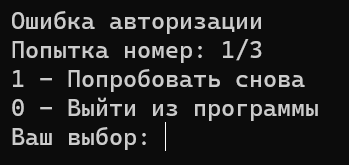 Ошибка авторизации
Попытка номер: 1/3
1 - Попробовать снова
0 - Выйти из программы
Ваш выбор: